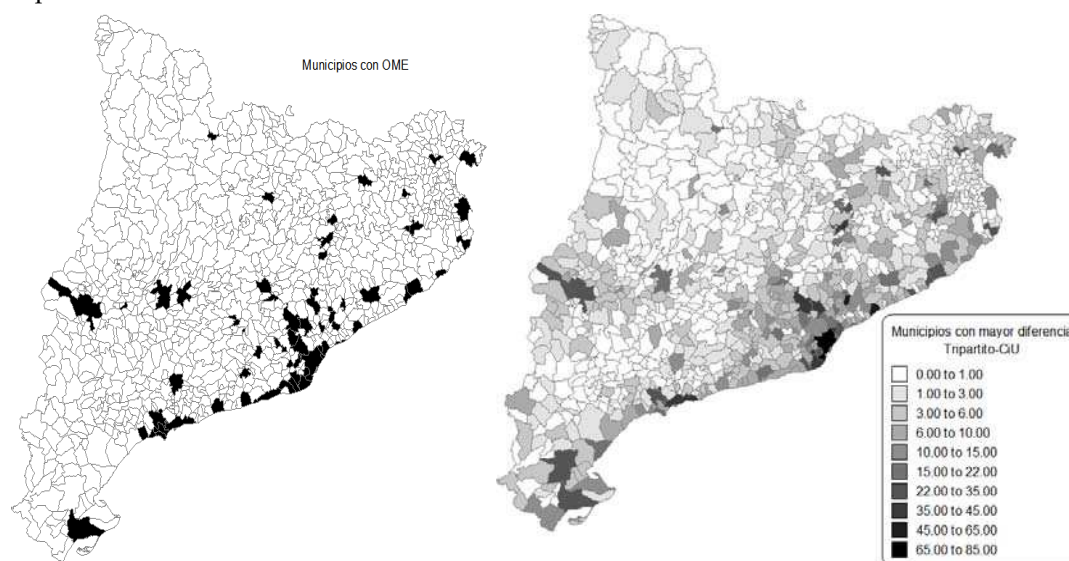 Municipios con OME
Municipios con mayor diferencia
Tripartito-CiU
0.00 to 1.00
1.00 to 3.00
3.00 to 6.00
6.00 to 10.00
10.00 to 15.00
15.00 to 22.00
22.00 to 35.00
35.00 to 45.00
45.00 to 65.00
65.00 to 85.00